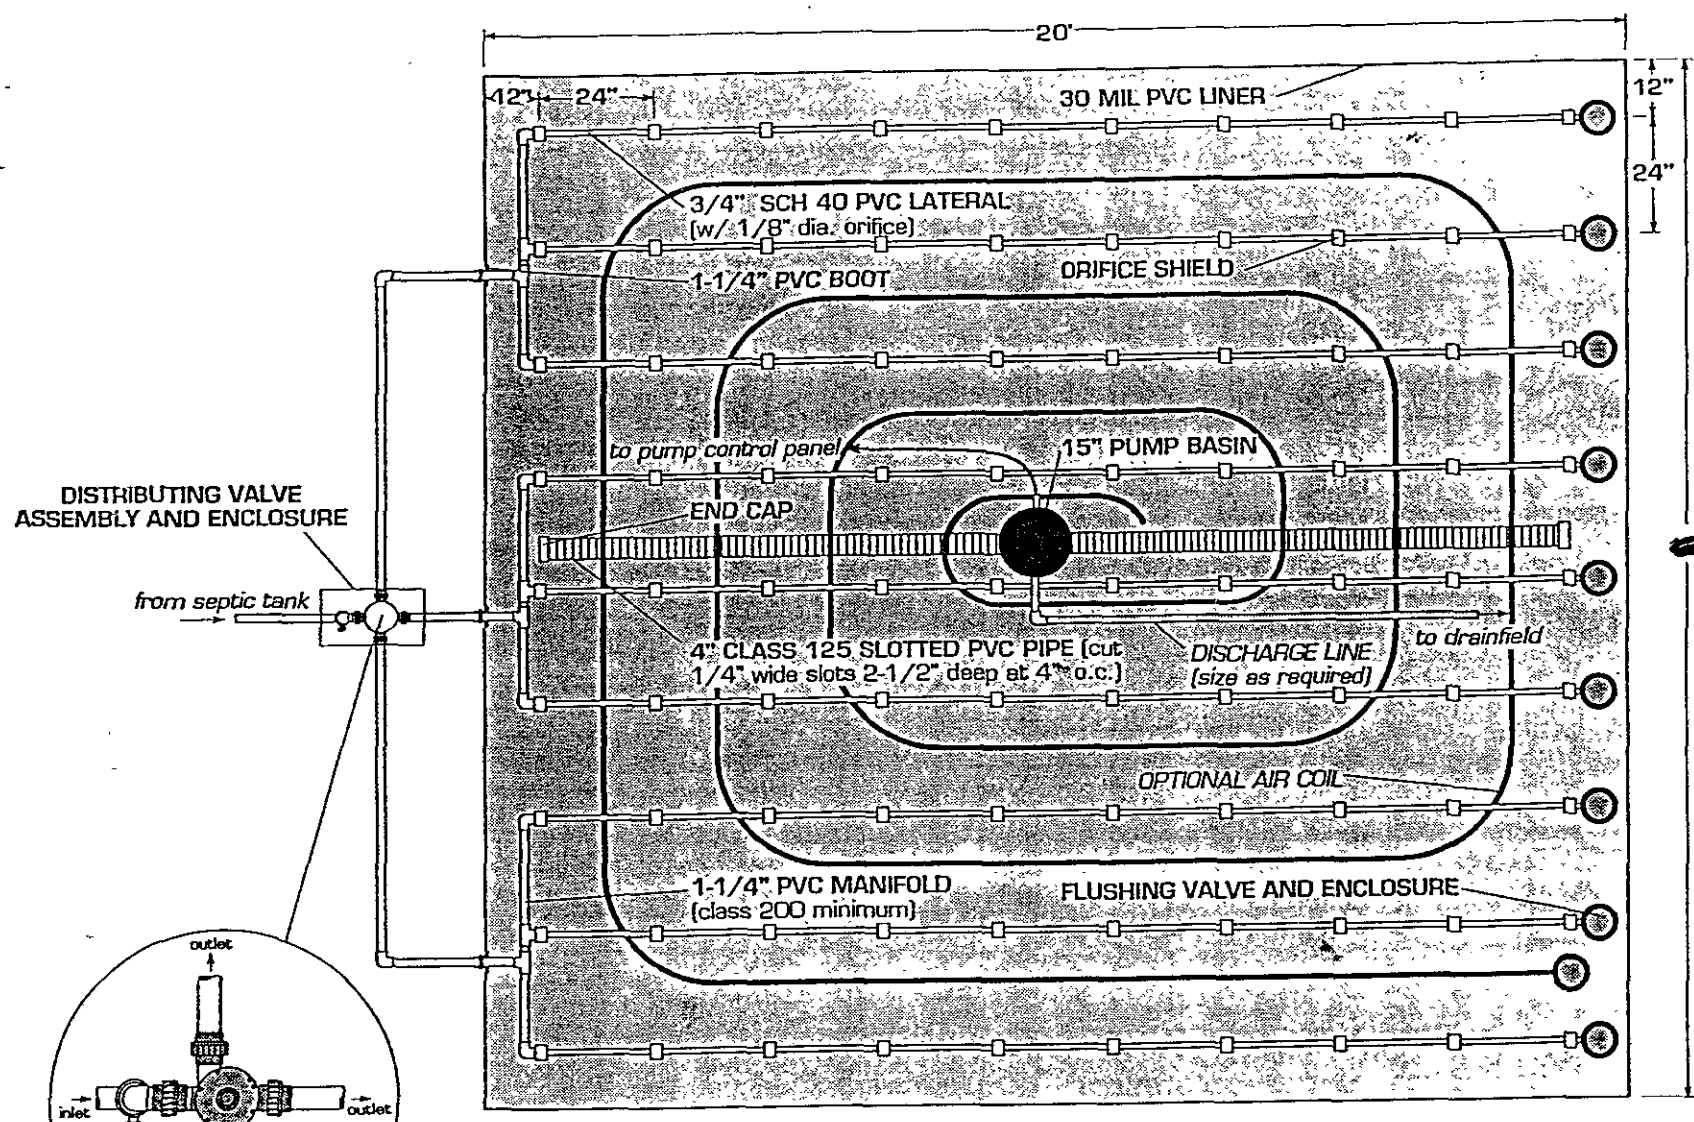 20'
12"
24"
30 MIL PVC LINER
12"
24"
3/4" SCH 40 PVC LATERAL
(w/ 1/8" dia. orifice)
ORIFICE SHIELD
1-1/4" PVC BOOT
to pump control panel
15" PUMP BASIN
DISTRIBUTING VALVE
ASSEMBLY AND ENCLOSURE
END CAP
from septic tank
4" CLASS 125 SLOTTED PVC PIPE (cut
1/4" wide slots 2-1/2" deep at 4" o.c.)
DISCHARGE LINE
(size as required)
to drainfield
OPTIONAL AIR COIL
1-1/4" PVC MANIFOLD
(class 200 minimum)
FLUSHING VALVE AND ENCLOSURE
outlet
inlet
outlet